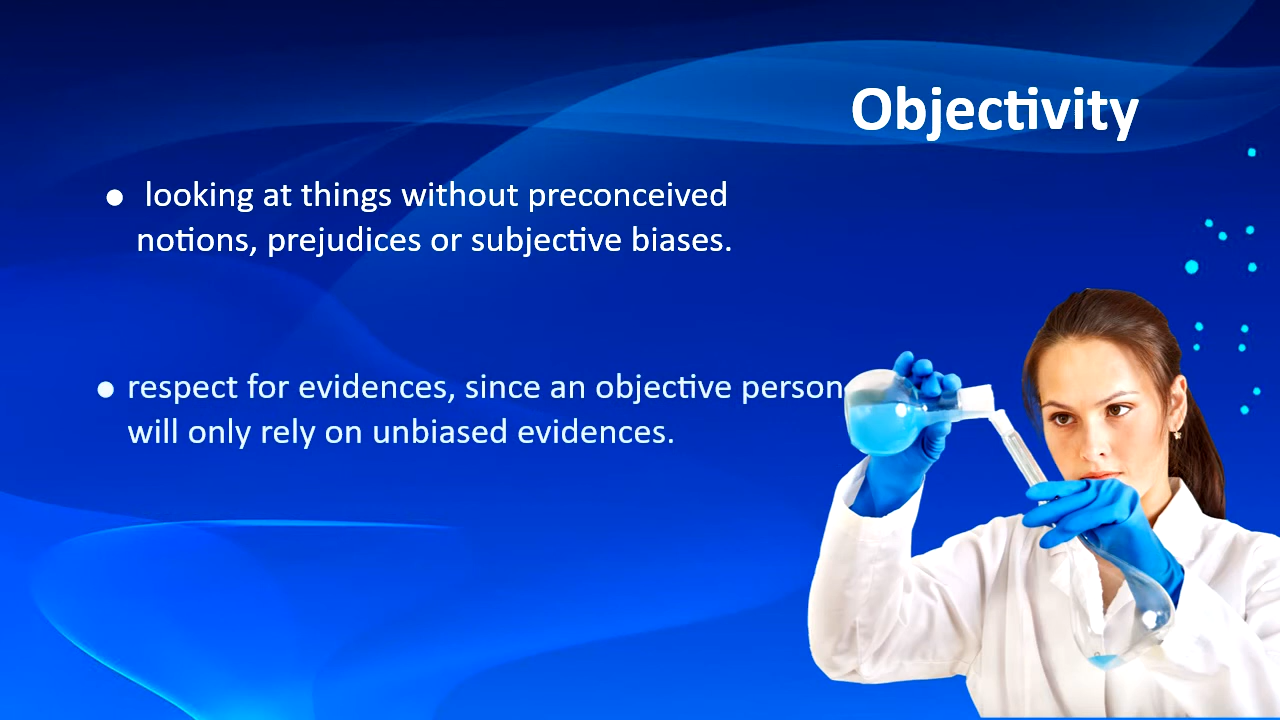 Objectivity
● looking at things without preconceived
notions, prejudices or subjective biases.
● respect for evidences, since an objective person
will only rely on unbiased evidences.